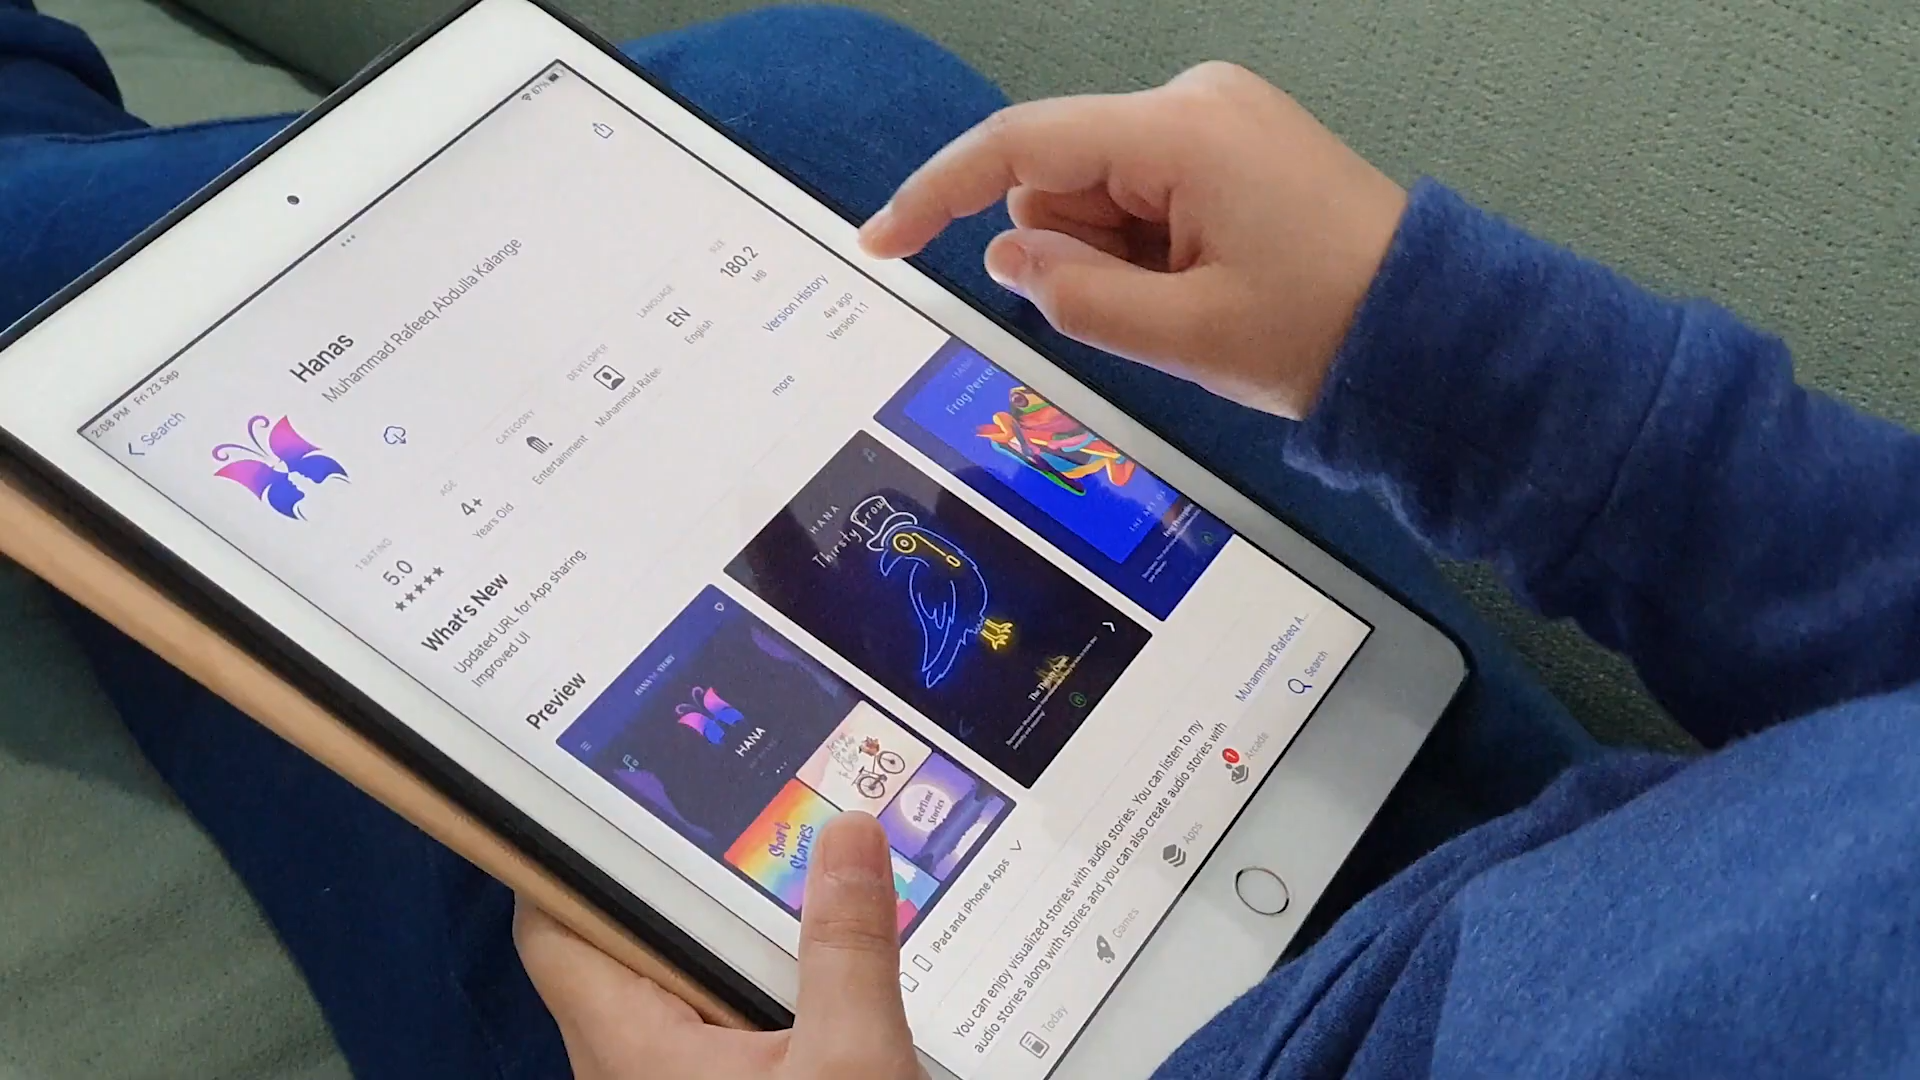 2:08 PM Fri 23 Sep
67%
Search
Hanas
Muhammad Rafeeq Abdulla Kalange
1 RATING
5.0
★★★★★
AGE
4+
Years Old
CATEGORY
Entertainment
DEVELOPER
Muhammad Rafee
LANGUAGE
EN
English
SIZE
180.2
MB
What's New
Version History
Updated URL for App sharing.
Improved UI
more
4w ago
Version 1.1
Preview
HANA
Short
Stories
BedTime
Stories
HANA
Thirsty Crow
Frog
iPad and iPhone Apps
You can enjoy visualized stories with audio stories. You can listen to my
audio stories along with stories and you can also create audio stories with
Muhammad Rafeeq A...
Today
Games
Apps
1
Arcade
Search